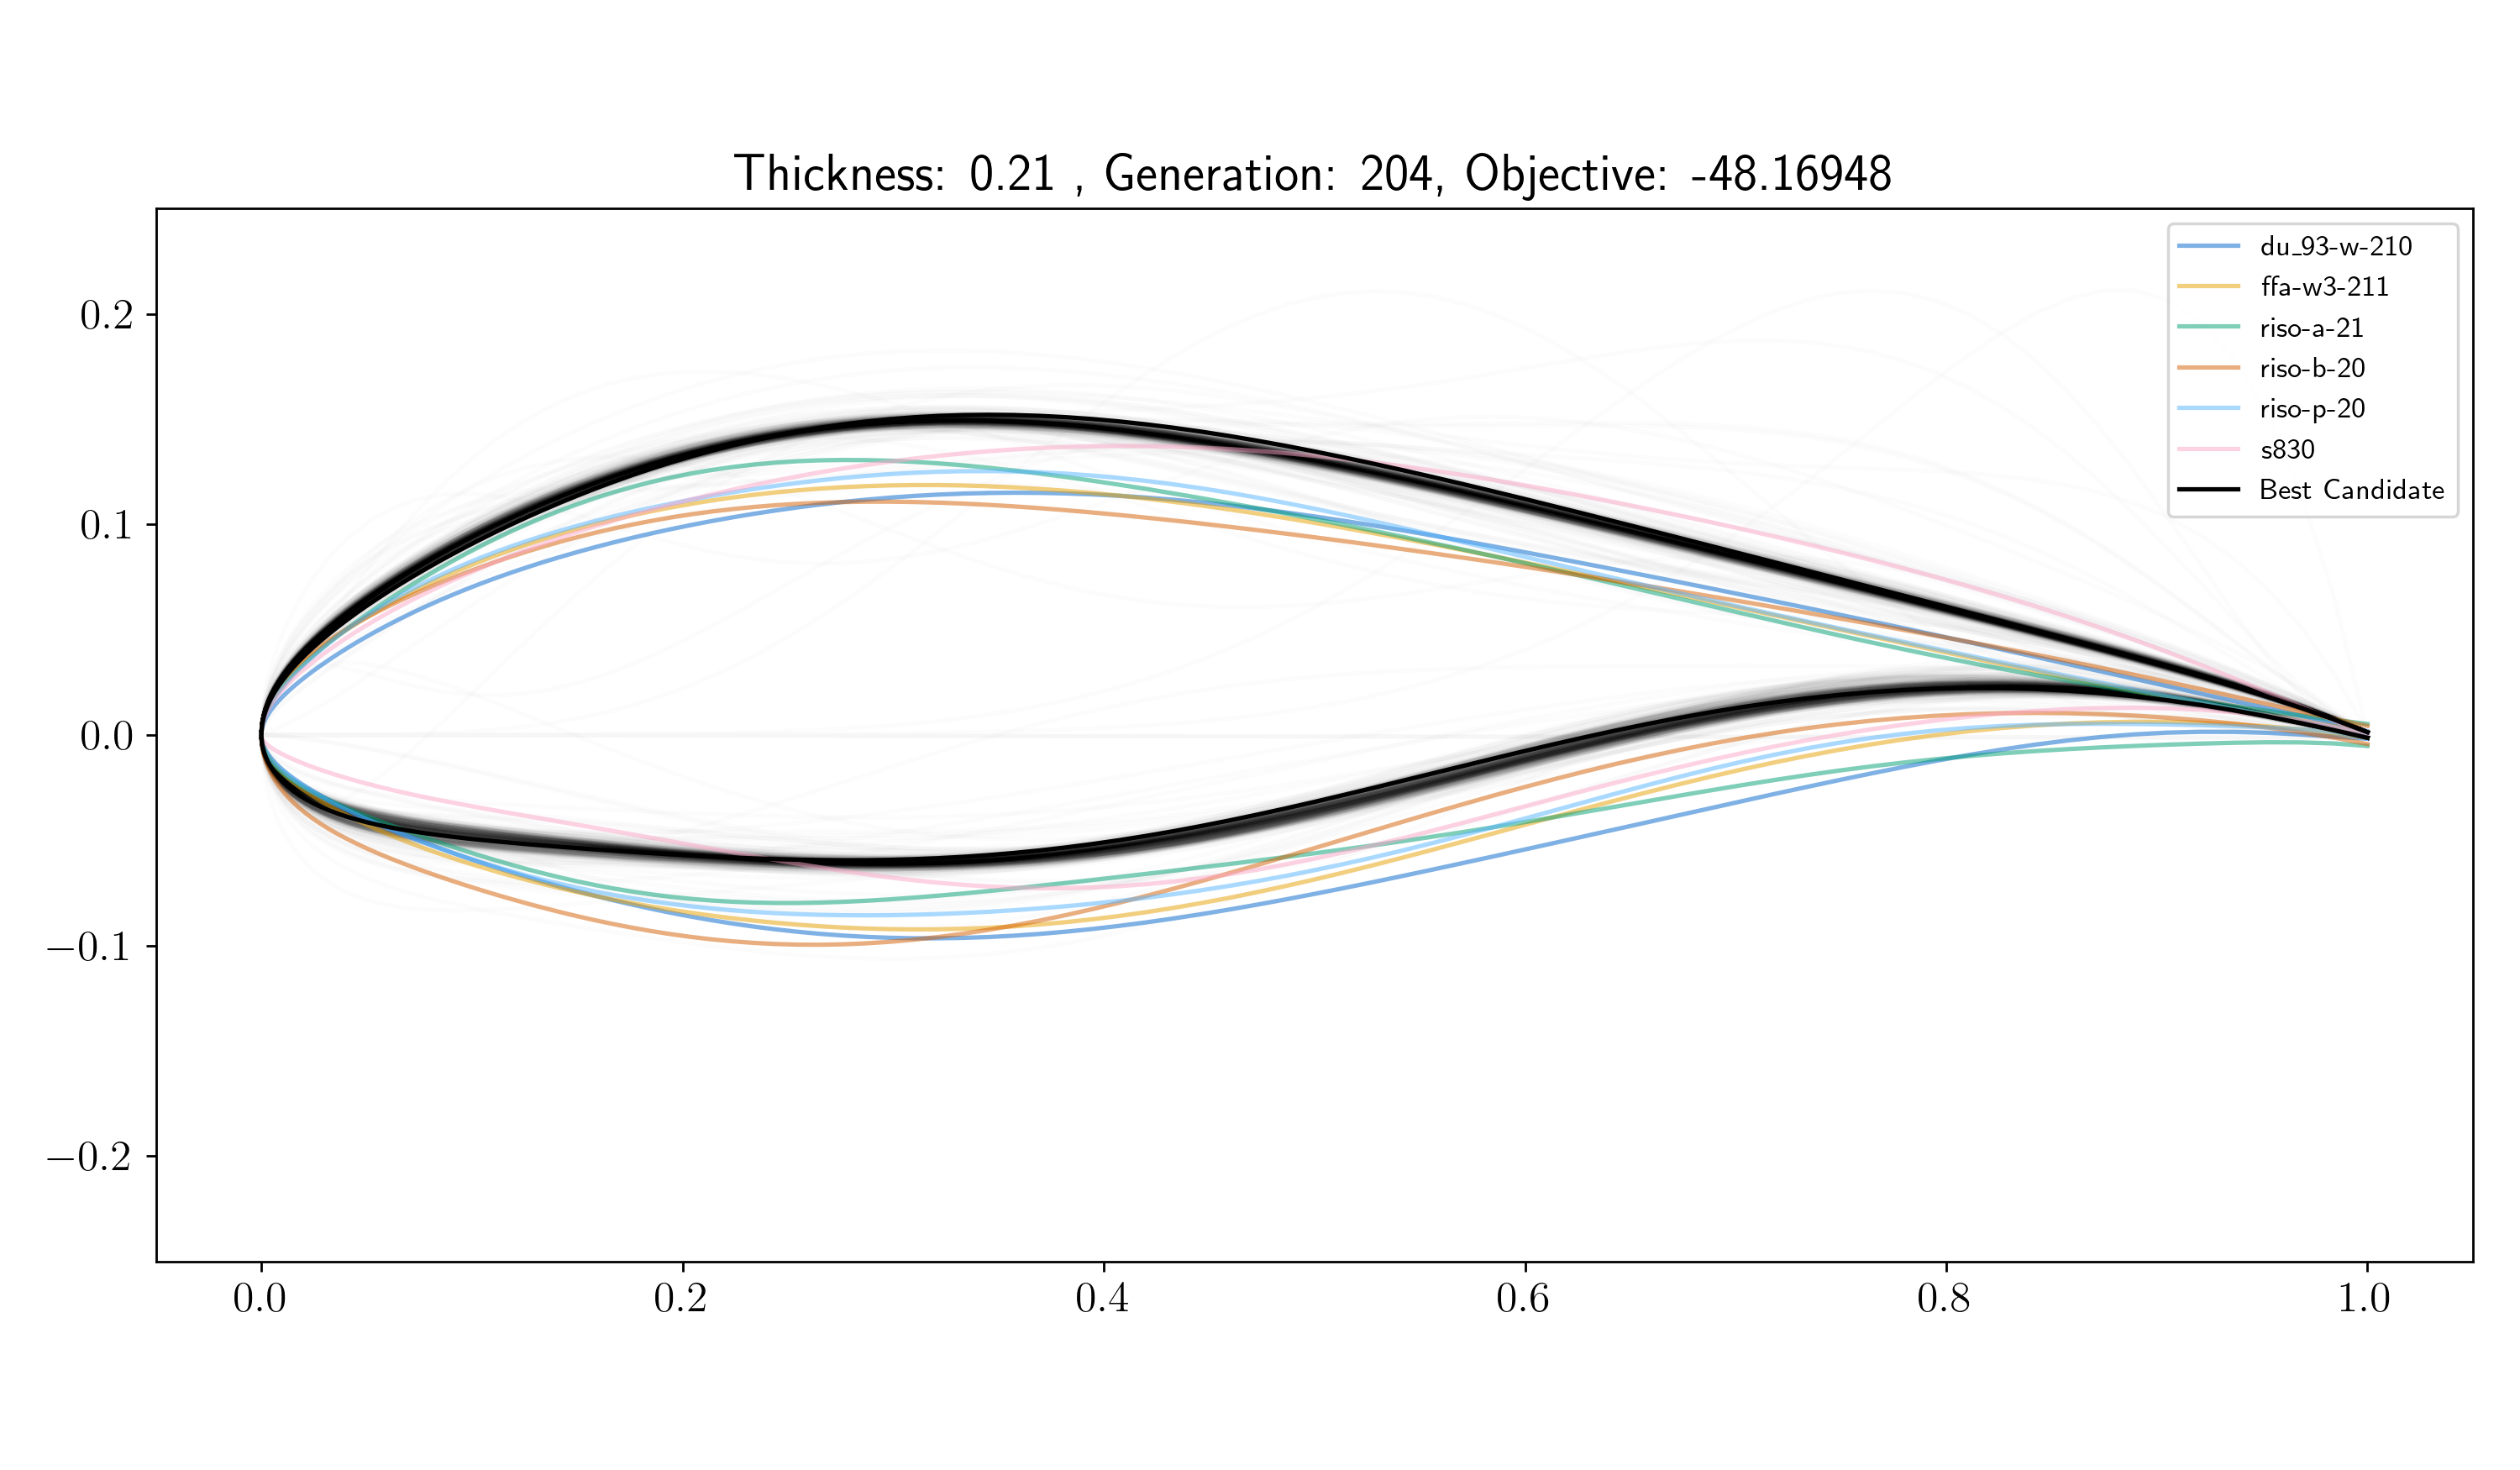 Thickness: 0.21 , Generation: 204, Objective: -48.16948
du_93-w-210
ffa-w3-211
riso-a-21
riso-b-20
riso-p-20
s830
Best Candidate
0.2
0.1
0.0
−0.1
−0.2
0.0 0.2 0.4 0.6 0.8 1.0